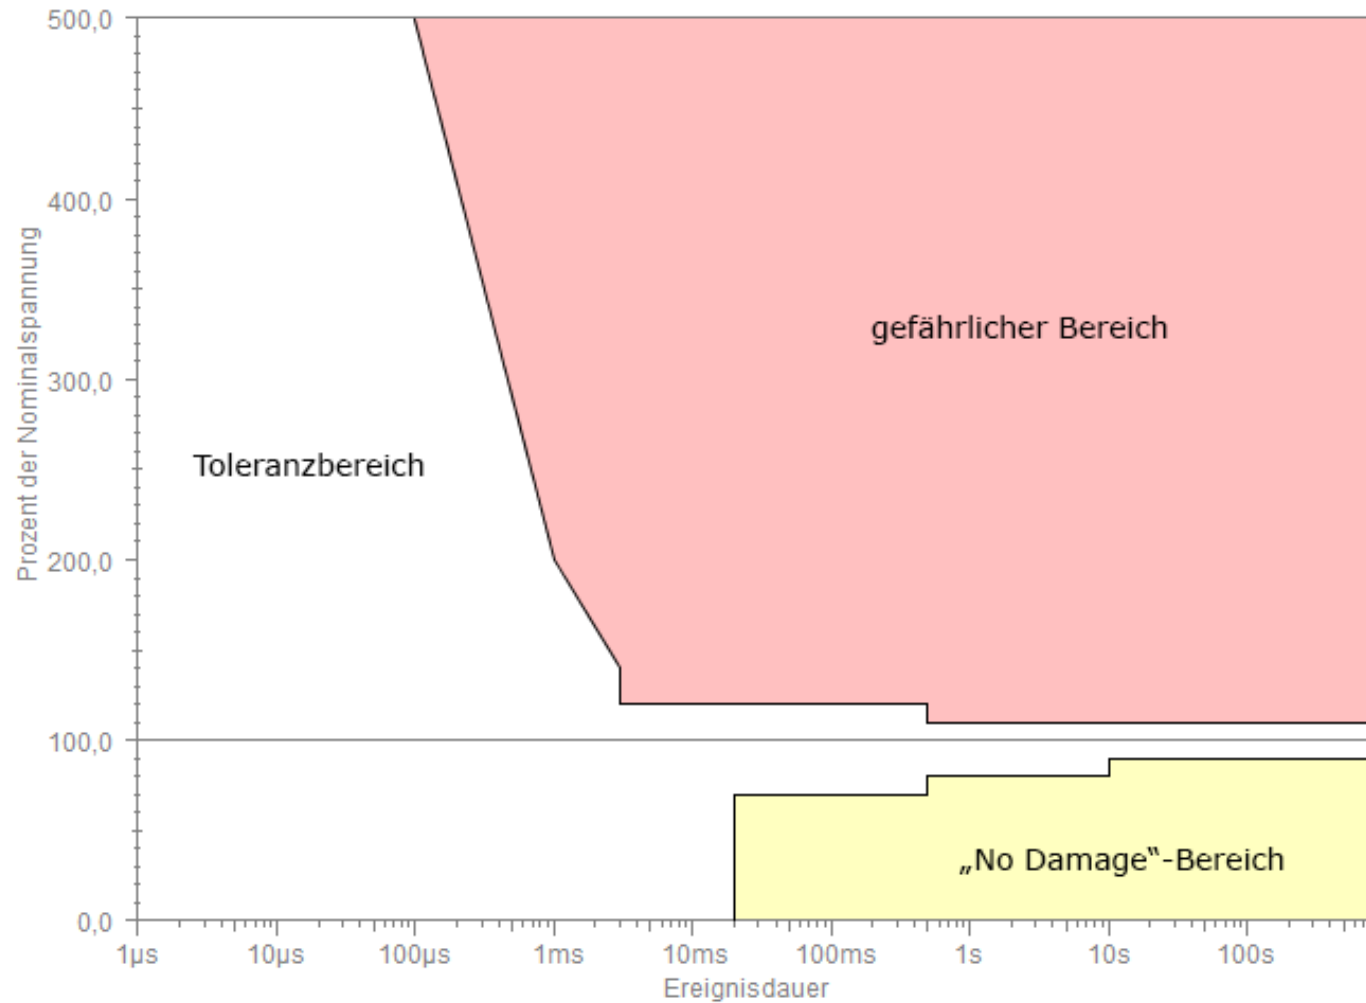 500,0
400,0
300,0
200,0
100,0
0,0
Prozent der Nominalspannung
gefährlicher Bereich
Toleranzbereich
„No Damage“-Bereich
1µs
10µs
100µs
1ms
10ms
100ms
1s
10s
100s
Ereignisdauer